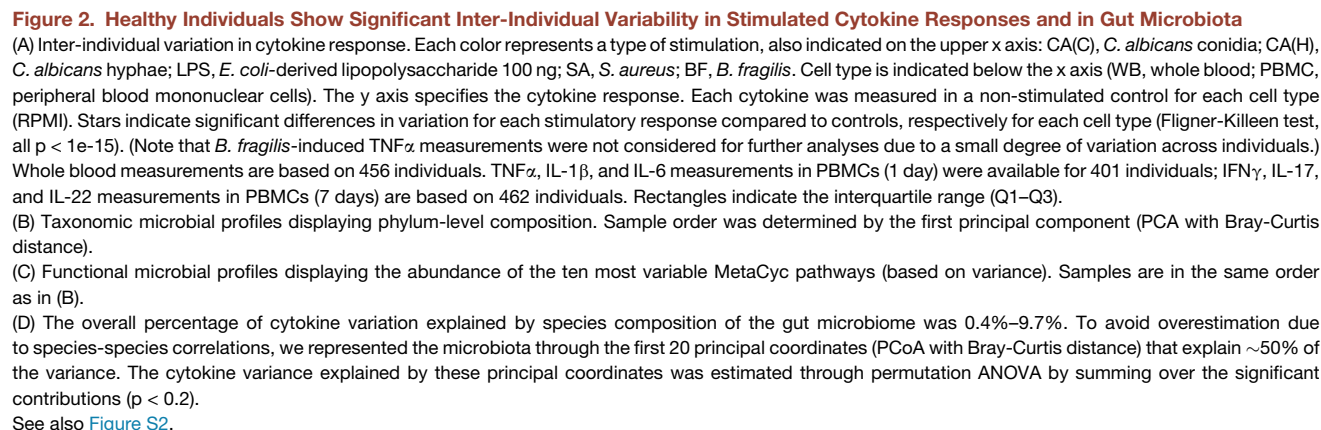 Figure 2. Healthy Individuals Show Significant Inter-Individual Variability in Stimulated Cytokine Responses and in Gut Microbiota
(A) Inter-individual variation in cytokine response. Each color represents a type of stimulation, also indicated on the upper x axis: CA(C), C. albicans conidia; CA(H),
C. albicans hyphae; LPS, E. coli-derived lipopolysaccharide 100 ng; SA, S. aureus; BF, B. fragilis. Cell type is indicated below the x axis (WB, whole blood; PBMC,
peripheral blood mononuclear cells). The y axis specifies the cytokine response. Each cytokine was measured in a non-stimulated control for each cell type
(RPMI). Stars indicate significant differences in variation for each stimulatory response compared to controls, respectively for each cell type (Fligner-Killeen test,
all p < 1e-15). (Note that B. fragilis-induced TNFα measurements were not considered for further analyses due to a small degree of variation across individuals.)
Whole blood measurements are based on 456 individuals. TNFα, IL-1β, and IL-6 measurements in PBMCs (1 day) were available for 401 individuals; IFNγ, IL-17,
and IL-22 measurements in PBMCs (7 days) are based on 462 individuals. Rectangles indicate the interquartile range (Q1–Q3).
(B) Taxonomic microbial profiles displaying phylum-level composition. Sample order was determined by the first principal component (PCA with Bray-Curtis
distance).
(C) Functional microbial profiles displaying the abundance of the ten most variable MetaCyc pathways (based on variance). Samples are in the same order
as in (B).
(D) The overall percentage of cytokine variation explained by species composition of the gut microbiome was 0.4%–9.7%. To avoid overestimation due
to species-species correlations, we represented the microbiota through the first 20 principal coordinates (PCoA with Bray-Curtis distance) that explain ~50% of
the variance. The cytokine variance explained by these principal coordinates was estimated through permutation ANOVA by summing over the significant
contributions (p < 0.2).
See also Figure S2.